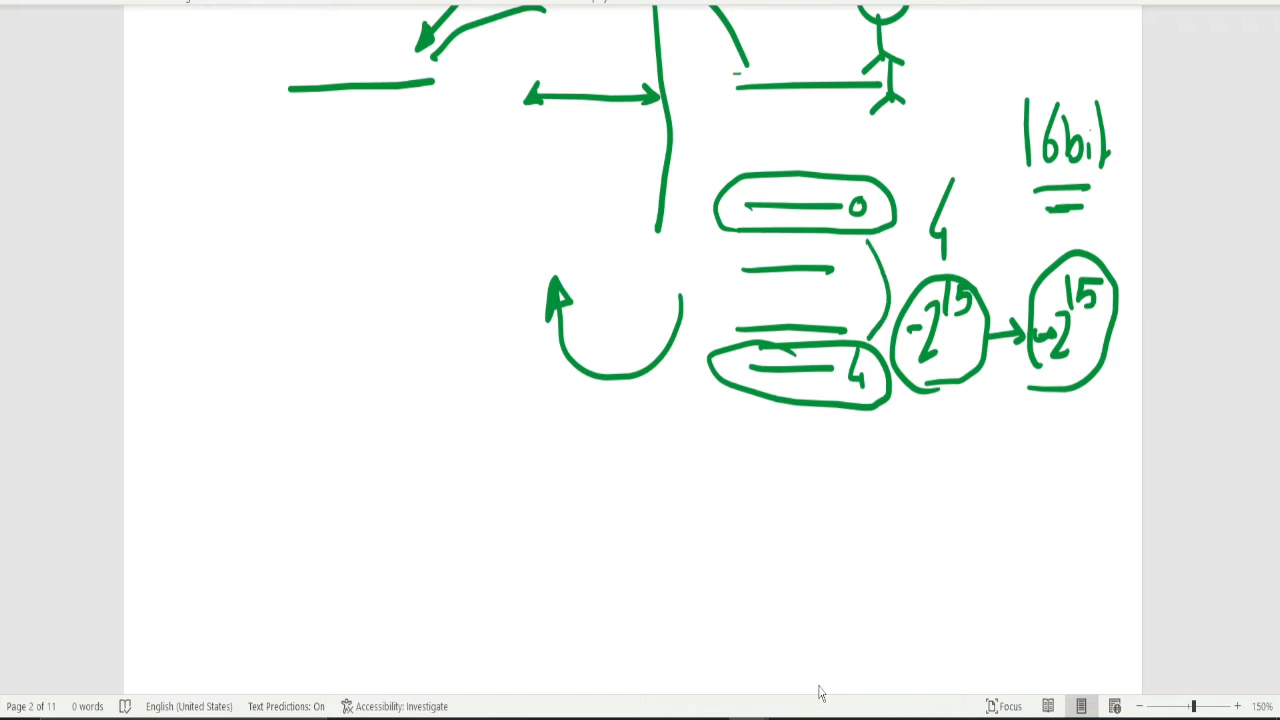 16bit
0
4
-2^15 → 2^15
4
Page 2 of 11 0 words English (United States) Text Predictions: On Accessibility: Investigate Focus 150%